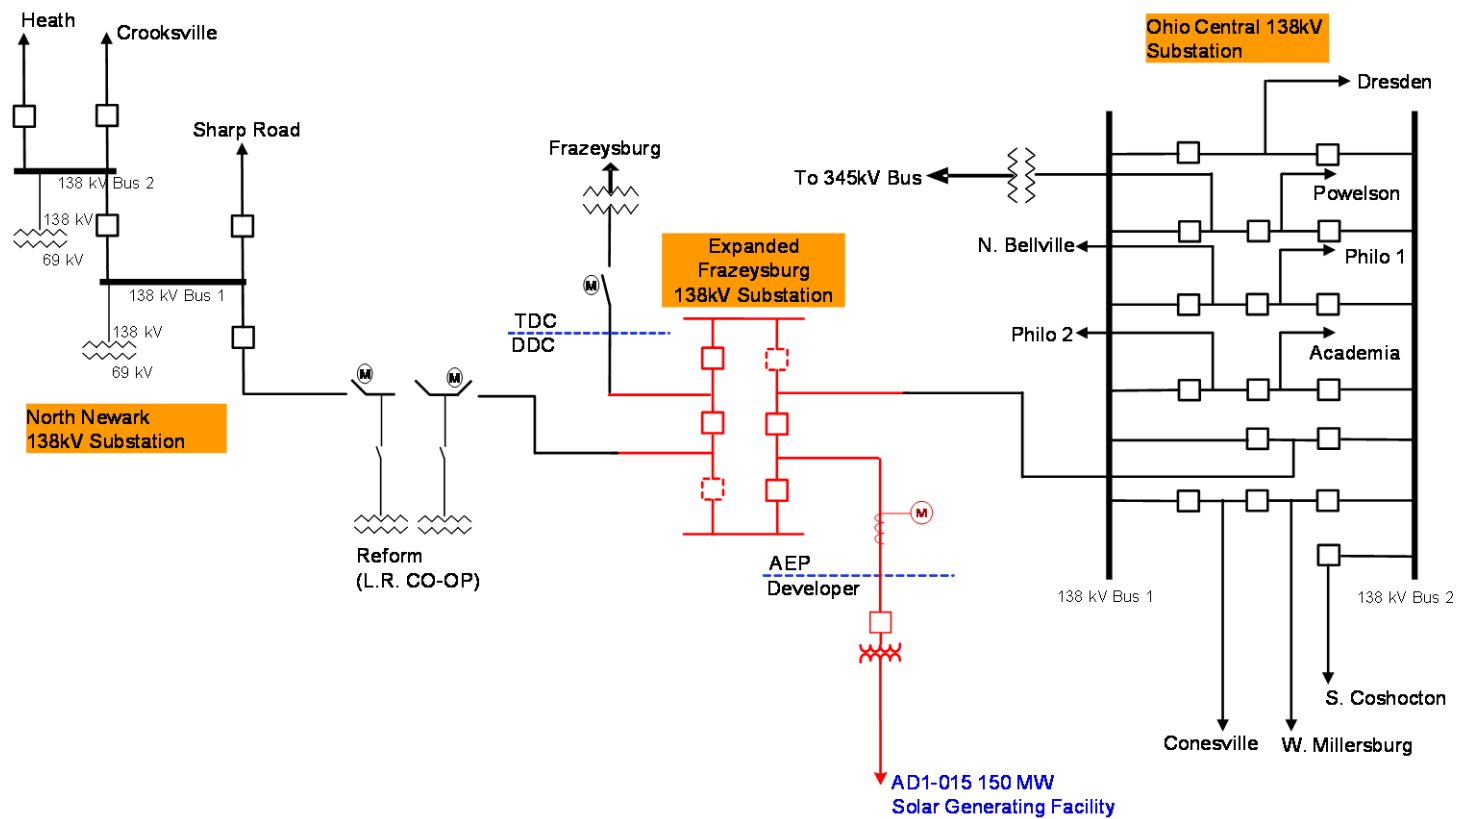 Heath
Crooksville
Sharp Road
138 kV Bus 2
138 kV
69 kV
138 kV Bus 1
138 kV
69 kV
North Newark
138kV Substation
M
M
Reform
(L.R. CO-OP)
Frazeysburg
M
TDC
DDC
Expanded
Frazeysburg
138kV Substation
M
AEP
Developer
AD1-015 150 MW
Solar Generating Facility
Ohio Central 138kV
Substation
Dresden
To 345kV Bus
Powelson
N. Bellville
Philo 1
Philo 2
Academia
138 kV Bus 1
138 kV Bus 2
S. Coshocton
Conesville
W. Millersburg